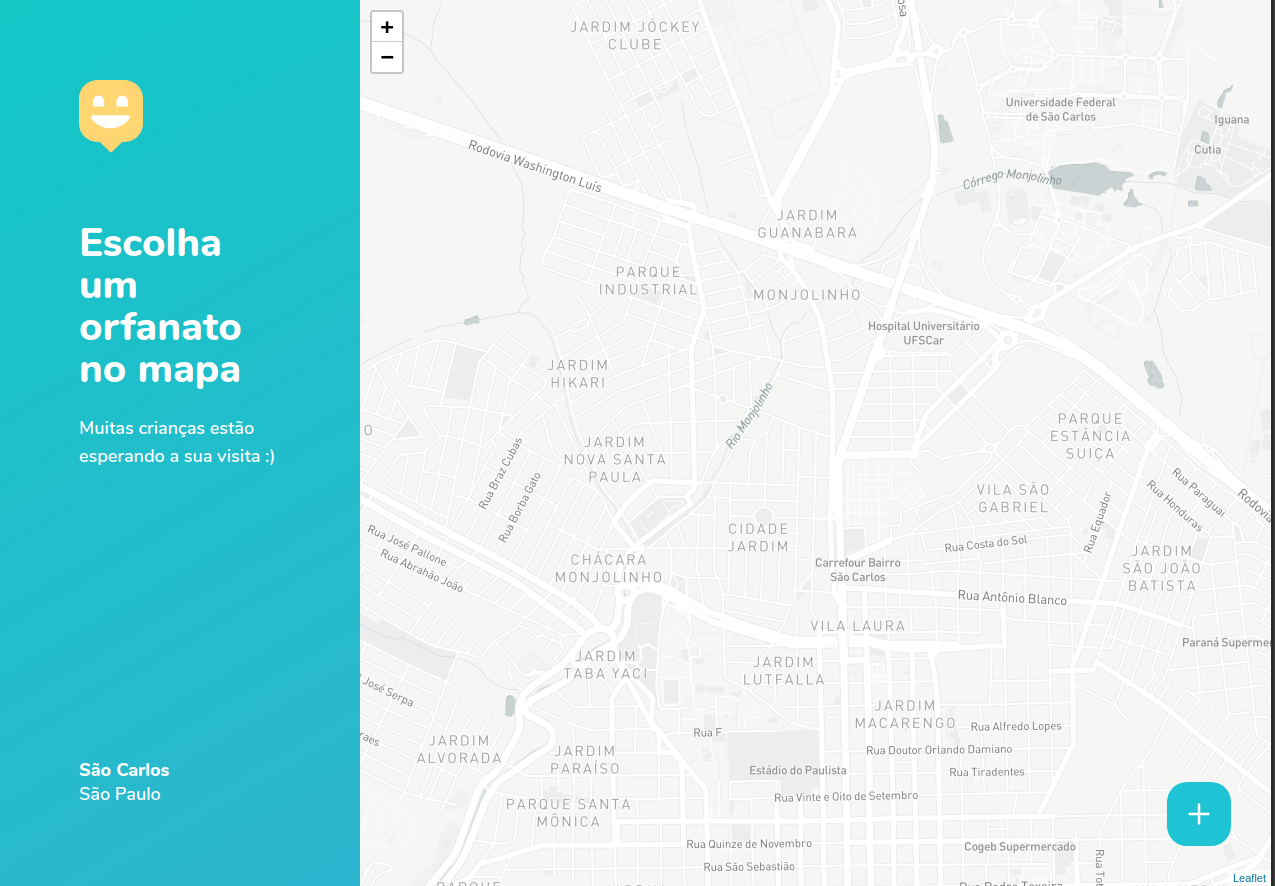 Escolha
um
orfanato
no mapa
Muitas crianças estão
esperando a sua visita :)
São Carlos
São Paulo
+
−
JARDIM JÓCKEY
CLUBE
Universidade Federal
de São Carlos
Iguana
Cutia
Rodovia Washington Luís
Córrego Monjolinho
JARDIM
GUANABARA
PARQUE
INDUSTRIAL
MONJOLINHO
Hospital Universitário
UFSCar
JARDIM
HIKARI
Rio Monjolinho
PARQUE
ESTÂNCIA
SUIÇA
JARDIM
NOVA SANTA
PAULA
Rua Braz Cubas
Rua Borba Gato
VILA SÃO
GABRIEL
Rua Paraguai
Rua Honduras
Rodovia
Rua Equador
CIDADE
JARDIM
Rua José Pallone
Rua Abrahão João
Rua Costa do Sol
JARDIM
SÃO JOÃO
BATISTA
CHÁCARA
MONJOLINHO
Carrefour Bairro
São Carlos
Rua Antônio Blanco
VILA LAURA
Paraná Supermer
JARDIM
TABA YACI
JARDIM
LUTFALLA
José Serpa
JARDIM
MACARENGO
Rua Alfredo Lopes
Rua F
raes
JARDIM
ALVORADA
JARDIM
PARAÍSO
Rua Doutor Orlando Damiano
Estádio do Paulista
Rua Tiradentes
Rua Vinte e Oito de Setembro
PARQUE SANTA
MÔNICA
Rua Quinze de Novembro
Cogeb Supermercado
Rua São Sebastião
Leaflet